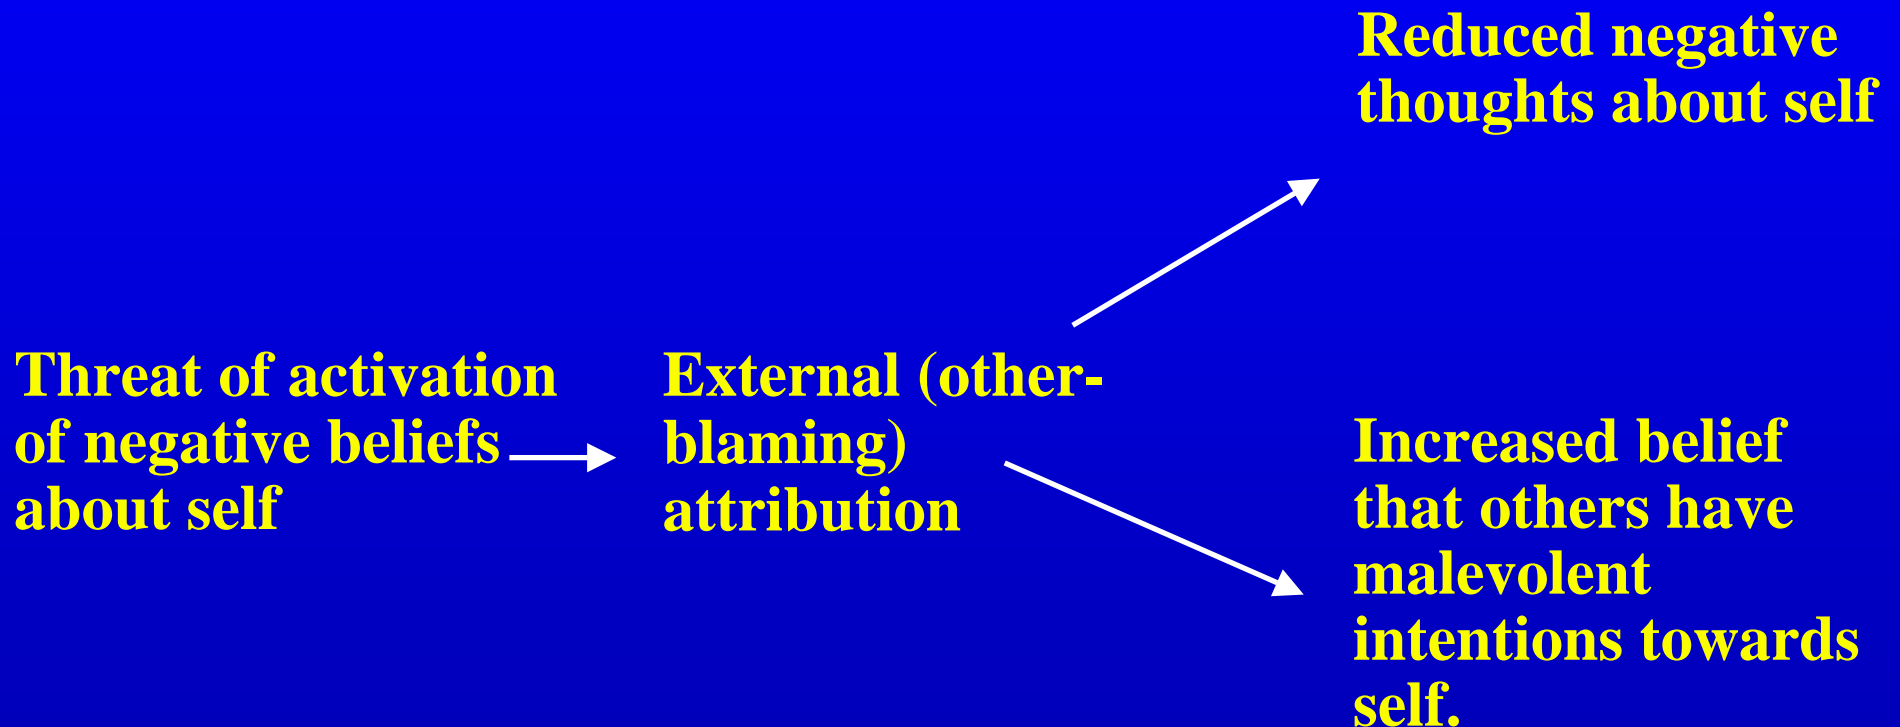 Reduced negative
thoughts about self
Threat of activation
of negative beliefs
about self
External (other-
blaming)
attribution
Increased belief
that others have
malevolent
intentions towards
self.